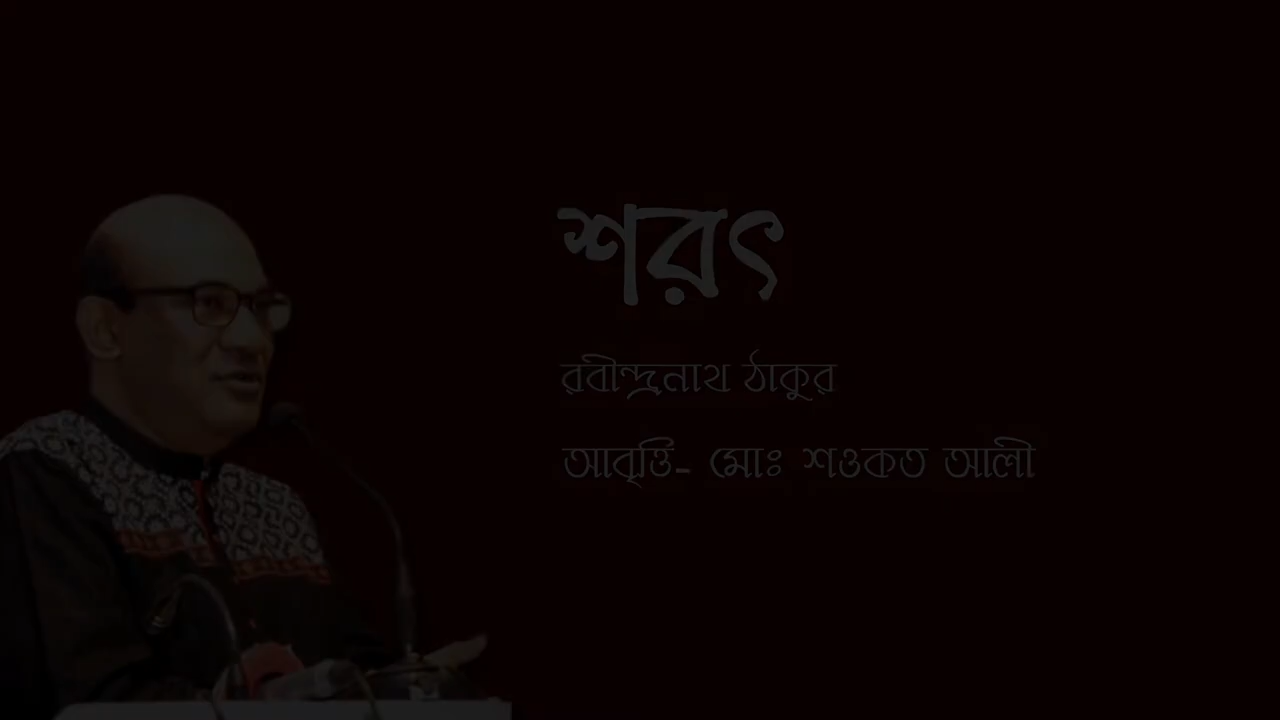 শরৎ
রবীন্দ্রনাথ ঠাকুর
আবৃত্তি- মোঃ শওকত আলী